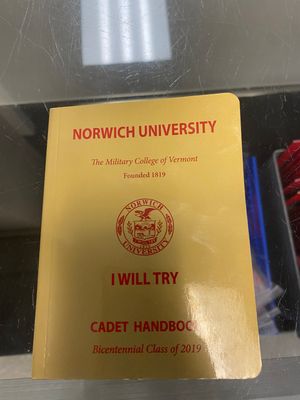 NORWICH UNIVERSITY
The Military College of Vermont
Founded 1819
NORWICH
UNIVERSITY
I WILL TRY
CADET HANDBOOK
Bicentennial Class of 2019